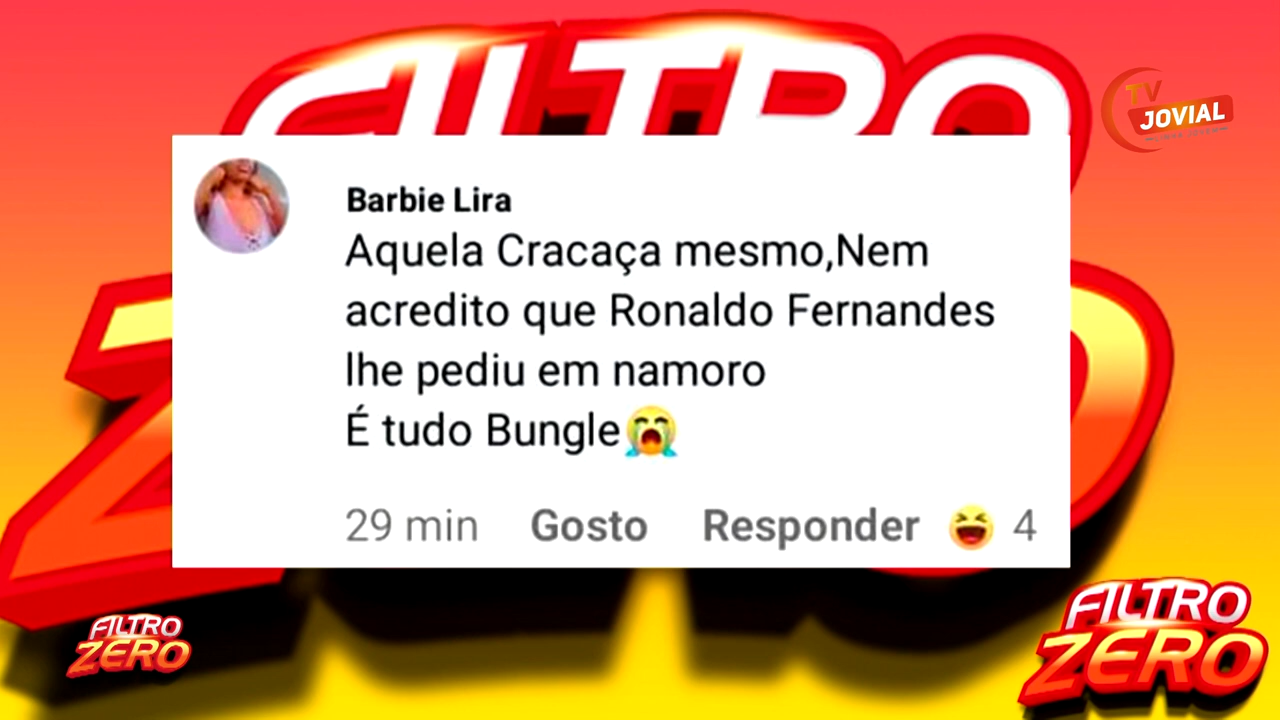 FILTRO
TV
JOVIAL
Barbie Lira
Aquela Cracaça mesmo,Nem
acredito que Ronaldo Fernandes
lhe pediu em namoro
É tudo Bungle😭
29 min Gosto Responder 😆 4
FILTRO
ZERO
FILTRO
ZERO